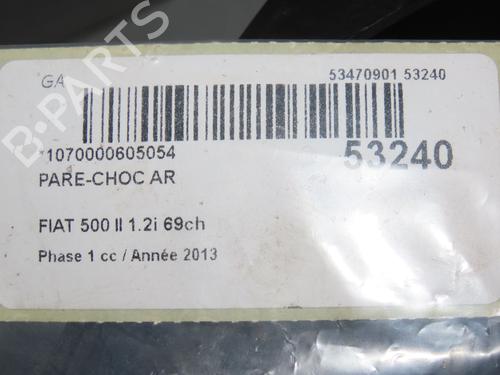 GA
53470901 53240
*1070000605054
53240
PARE-CHOC AR
FIAT 500 II 1.2i 69ch
Phase 1 cc / Année 2013
B-PARTS